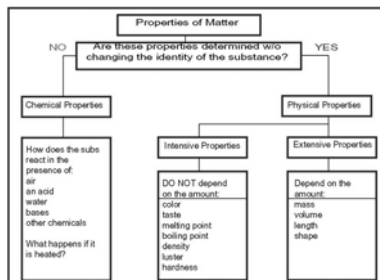 Properties of Matter
NO
Are these properties determined w/o
changing the identity of the substance?
YES
Chemical Properties
Physical Properties
How does the subs
react in the
presence of:
air
an acid
water
bases
other chemicals
What happens if it
is heated?
Intensive Properties
Extensive Properties
DO NOT depend
on the amount:
color
taste
melting point
boiling point
density
luster
hardness
Depend on the
amount:
mass
volume
length
shape